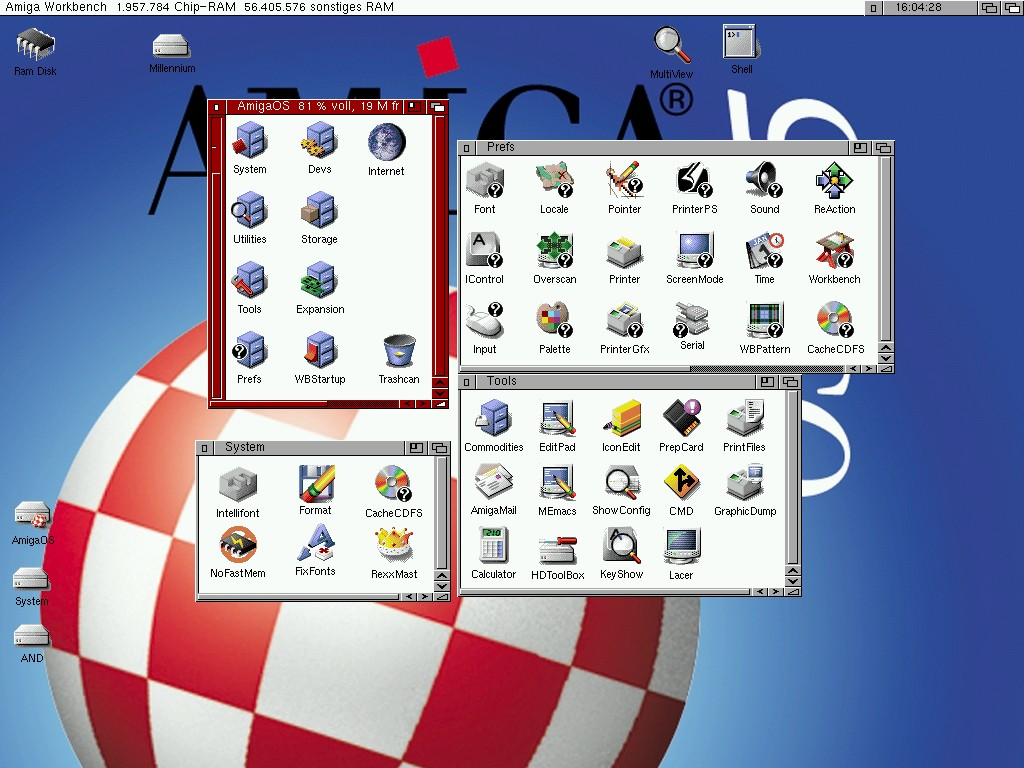 Amiga Workbench 1.957.784 Chip-RAM 56.405.576 sonstiges RAM 16:04:28
Ram Disk
Millennium
MultiView
Shell
1>
AMIGA®
AmigaOS 81 % voll, 19 M fr
System Devs Internet
Utilities Storage
Tools Expansion
Prefs WBStartup Trashcan
Prefs
Font Locale Pointer PrinterPS Sound ReAction
IControl Overscan Printer ScreenMode Time Workbench
Input Palette PrinterGfx Serial WBPattern CacheCDFS
System
Intellifont Format CacheCDFS
NoFastMem FixFonts RexxMast
Tools
Commodities EditPad IconEdit PrepCard PrintFiles
AmigaMail MEmacs ShowConfig CMD GraphicDump
Calculator HDToolBox KeyShow Lacer
AmigaOS
System
AND